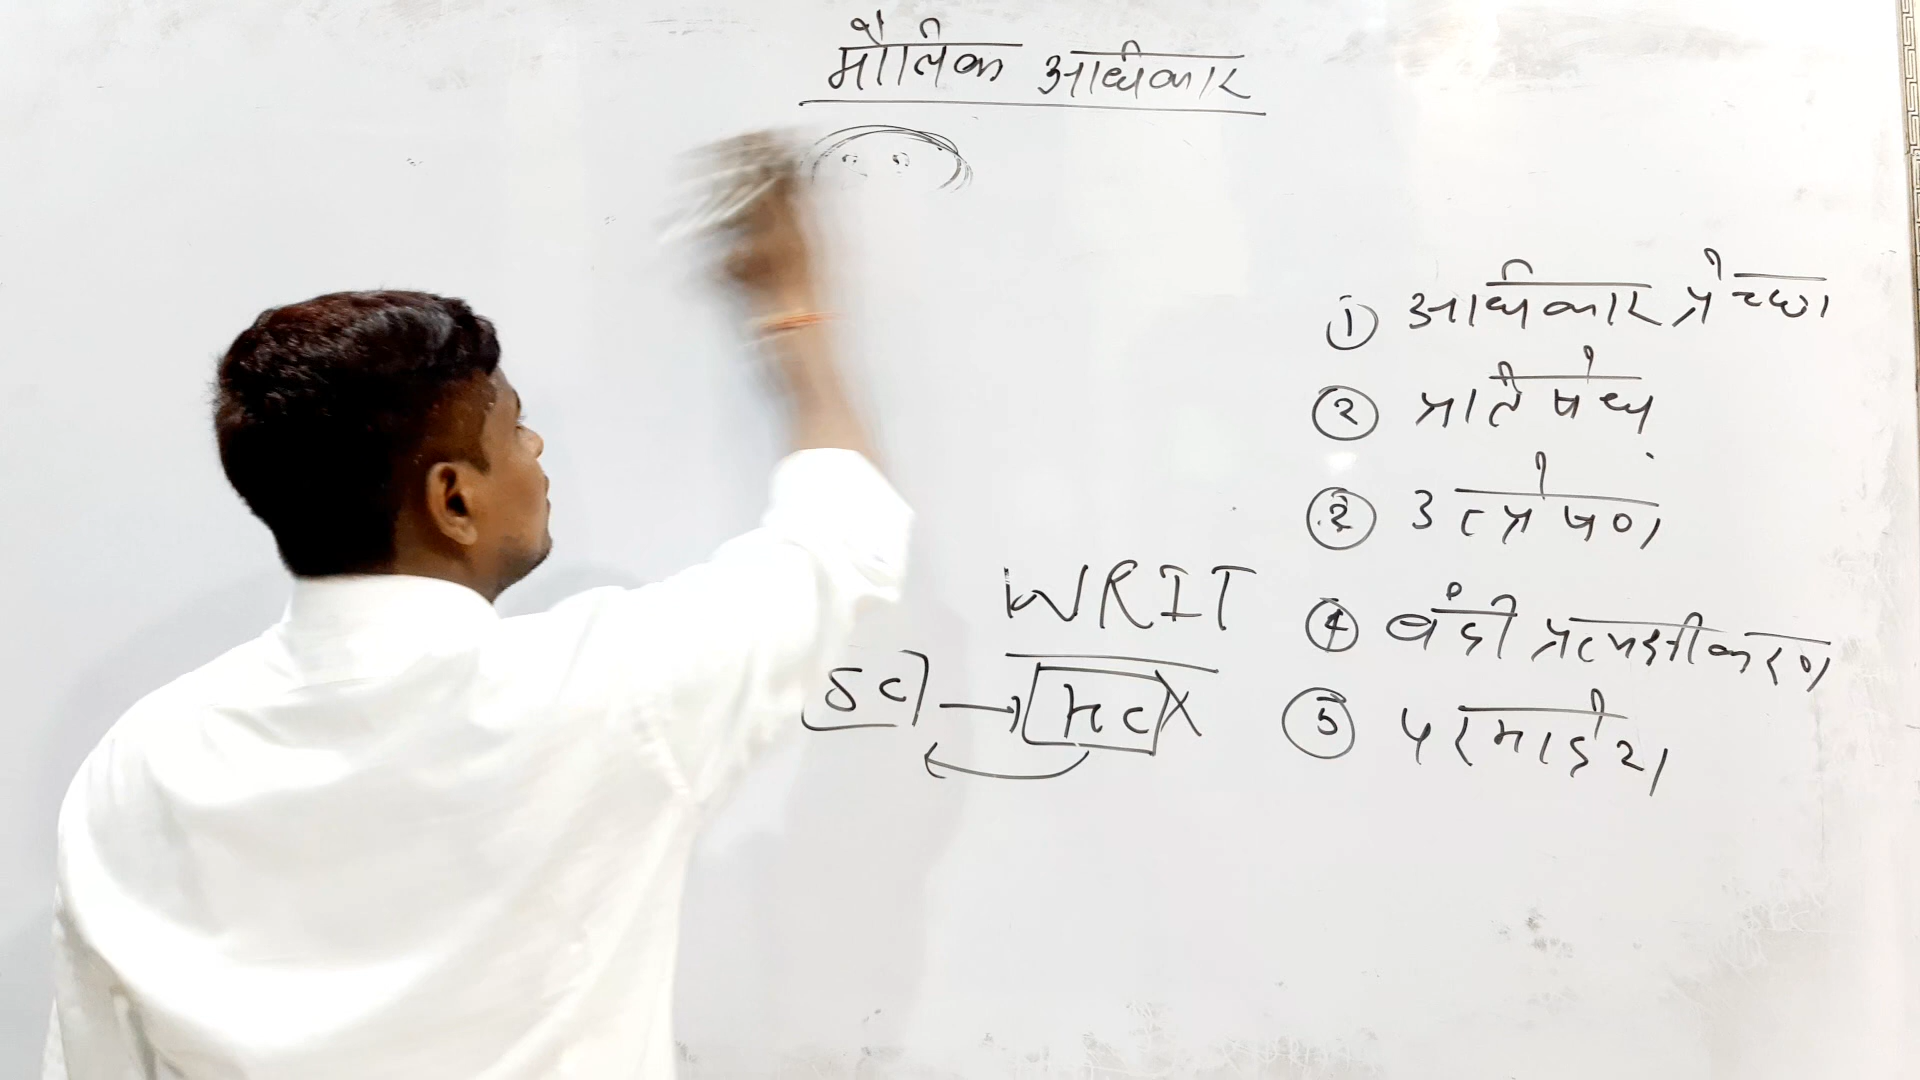 मौलिक अधिकार
① अधिकार प्रेच्छा
② प्रतिषेध
③ उत्प्रेषण
WRIT
④ बंदी प्रत्यक्षीकरण
SC → HC X
⑤ परमादेश